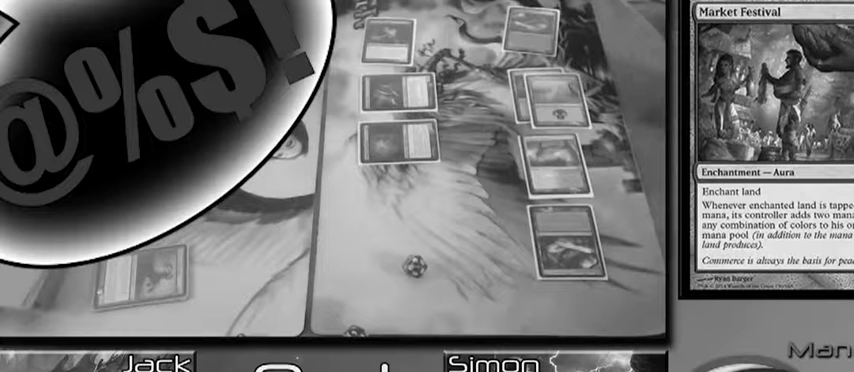 @%$!
Market Festival
Enchantment — Aura
Enchant land
Whenever enchanted land is tapped
mana, its controller adds two mana
any combination of colors to his or
mana pool (in addition to the mana
land produces).
Commerce is always the basis for
Ryan Barger
Jack
Simon
Man